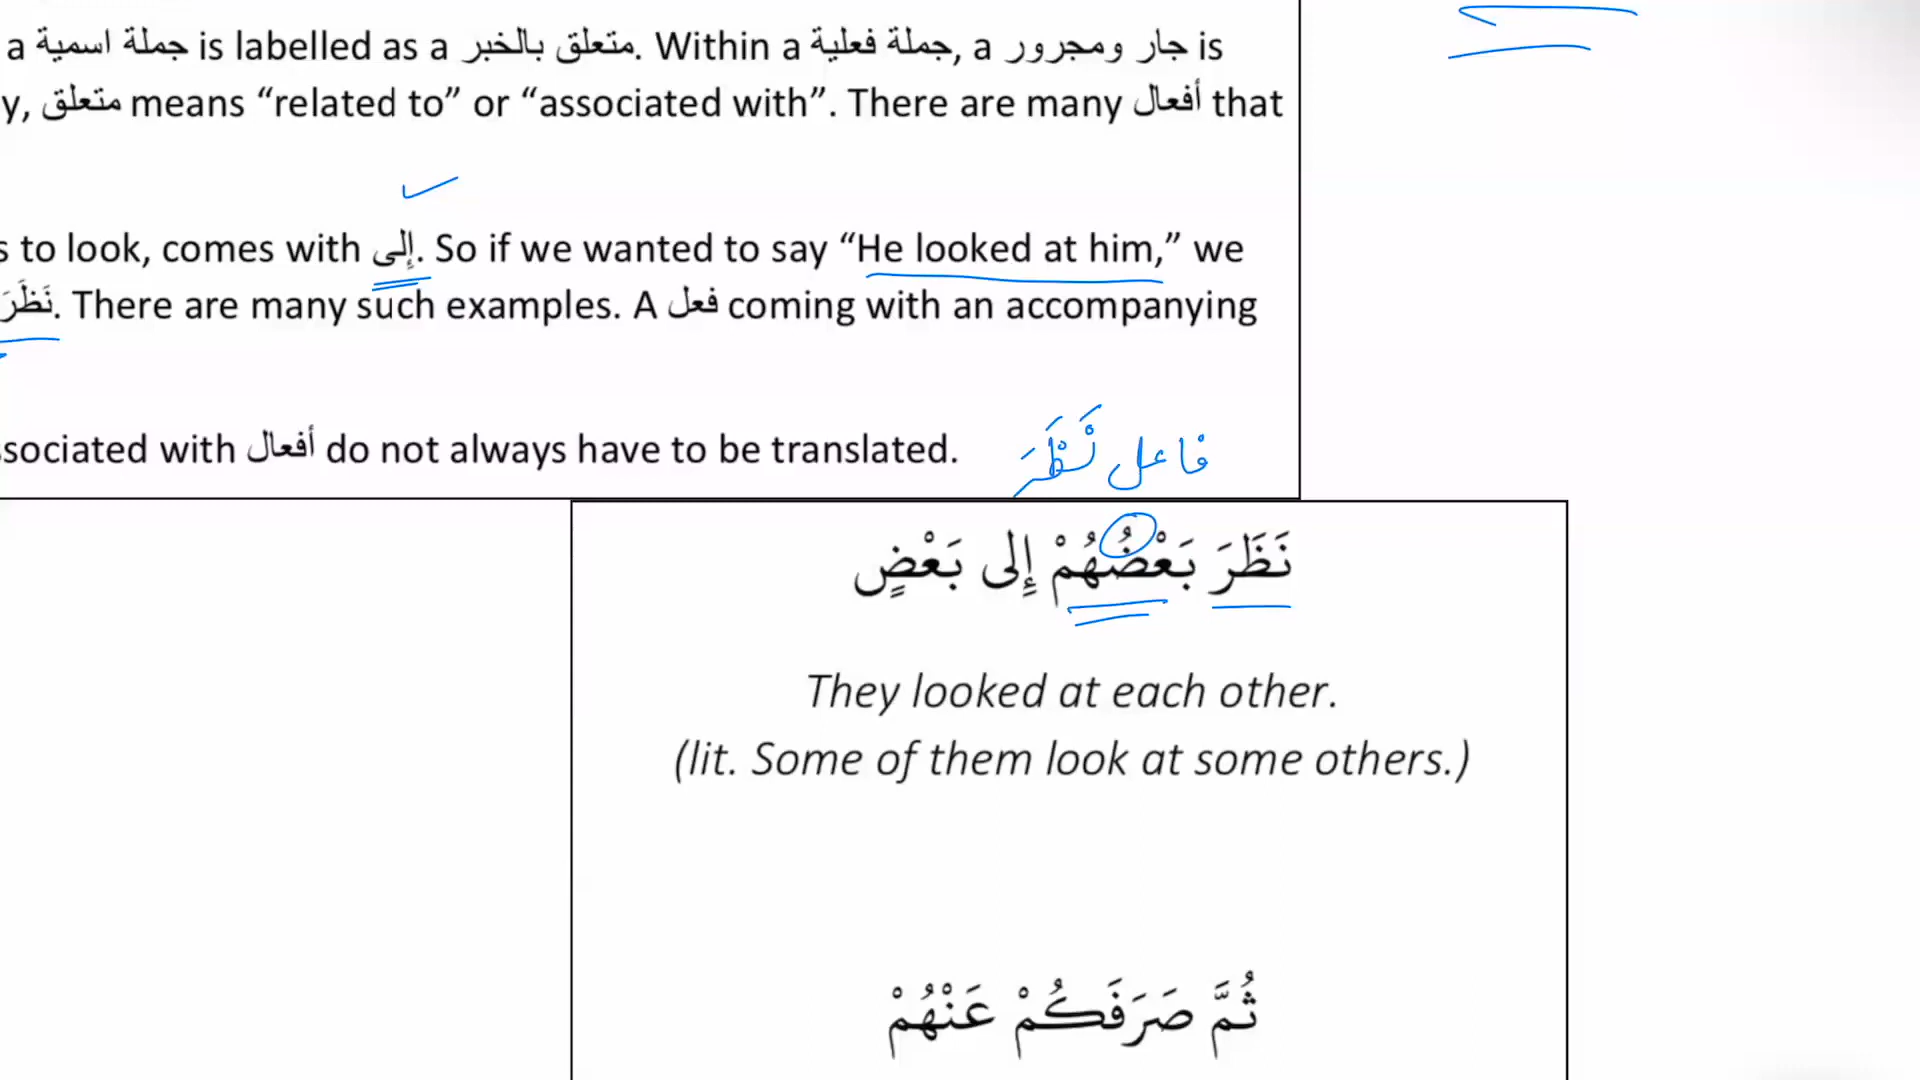 a جملة اسمية is labelled as a متعلق بالخبر. Within a جملة فعلية, a جار ومجرور is
y, متعلق means “related to” or “associated with”. There are many أفعال that
s to look, comes with إلى. So if we wanted to say “He looked at him,” we
نَظَرَ. There are many such examples. A فعل coming with an accompanying
sociated with أفعال do not always have to be translated.
فاعل نَظَرَ
نَظَرَ بَعْضُهُمْ إِلى بَعْضٍ
They looked at each other.
(lit. Some of them look at some others.)
ثُمَّ صَرَفَكُمْ عَنْهُمْ